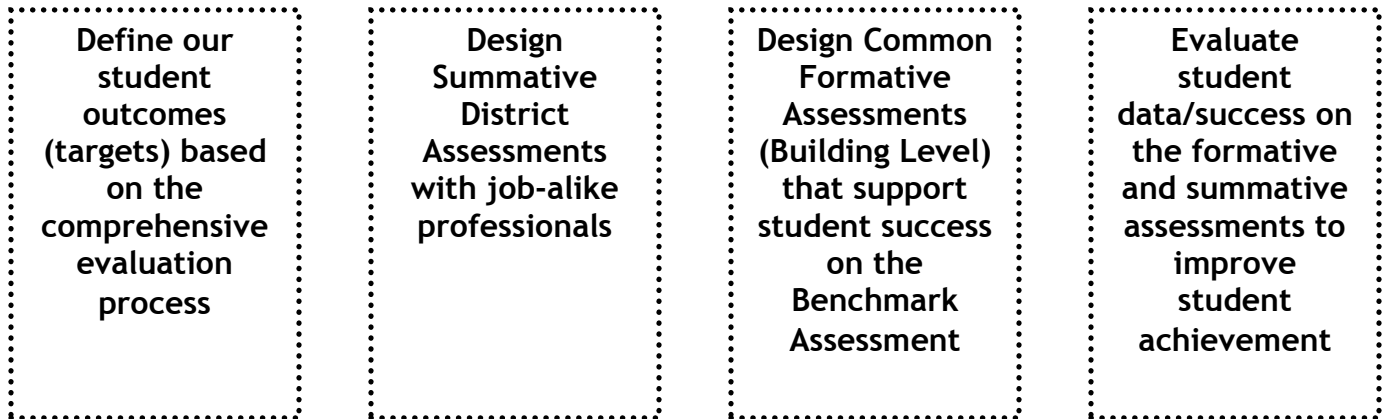 Define our
student
outcomes
(targets) based
on the
comprehensive
evaluation
process
Design
Summative
District
Assessments
with job-alike
professionals
Design Common
Formative
Assessments
(Building Level)
that support
student success
on the
Benchmark
Assessment
Evaluate
student
data/success on
the formative
and summative
assessments to
improve
student
achievement